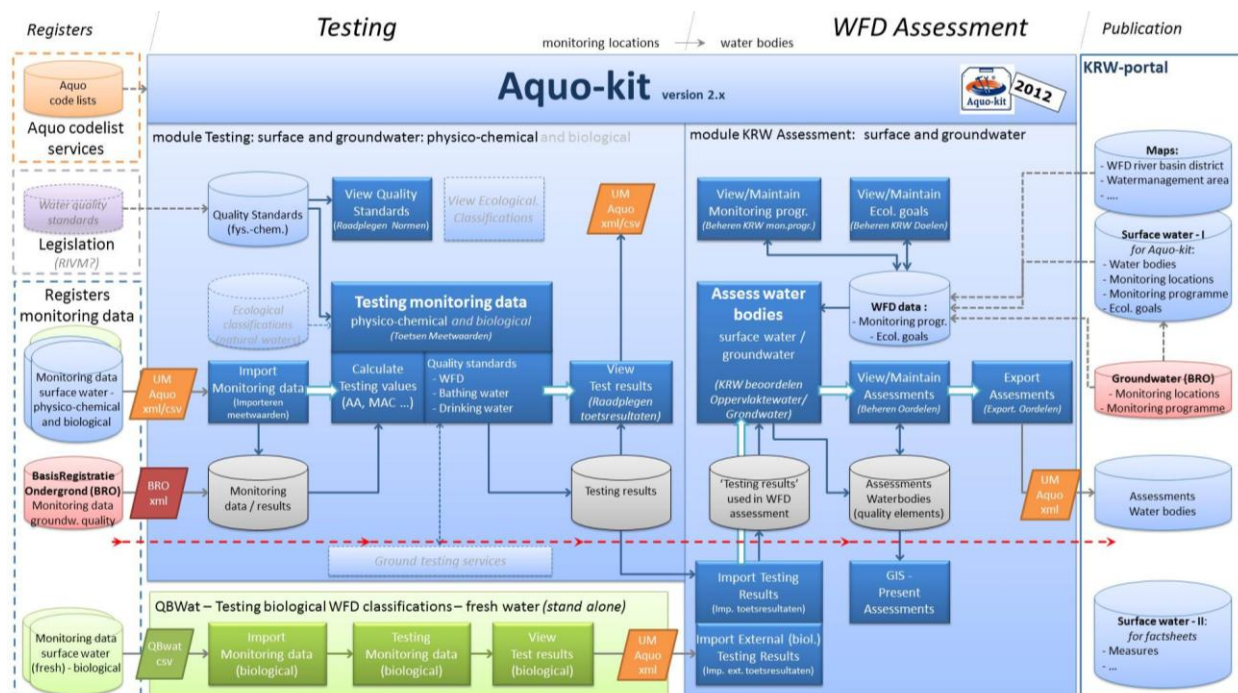 Registers
Testing
monitoring locations
water bodies
WFD Assessment
Publication
Aquo
code lists
Aquo codelist
services
Aquo-kit version 2.x
Aquo-kit
2012
KRW-portal
module Testing: surface and groundwater: physico-chemical and biological
module KRW Assessment: surface and groundwater
Water quality
standards
Legislation
(RIVM?)
Quality Standards
(fys.-chem.)
View Quality
Standards
(Raadplegen Normen)
View Ecological.
Classifications
UM
Aquo
xml/csv
View/Maintain
Monitoring progr.
(Beheren KRW mon.progr.)
View/Maintain
Ecol. goals
(Beheren KRW Doelen)
Maps:
- WFD river basin district
- Watermanagement area
- ....
Surface water - I
for Aquo-kit:
- Water bodies
- Monitoring locations
- Monitoring programme
- Ecol. goals
Registers
monitoring data
Ecological
classifications
(natural waters)
Testing monitoring data
physico-chemical and biological
(Toetsen Meetwaarden)
Assess water
bodies
surface water /
groundwater
(KRW beoordelen
Oppervlaktewater/
Grondwater)
WFD data :
- Monitoring progr.
- Ecol. goals
Monitoring data
surface water -
physico-chemical
and biological
UM
Aquo
xml/csv
Import
Monitoring data
(Importeren
meetwaarden)
Calculate
Testing values
(AA, MAC ...)
Quality standards
- WFD
- Bathing water
- Drinking water
View
Test results
(Raadplegen
toetsresultaten)
View/Maintain
Assessments
(Beheren Oordelen)
Export
Assesments
(Export. Oordelen)
Groundwater (BRO)
- Monitoring locations
- Monitoring programme
BasisRegistratie
Ondergrond (BRO)
Monitoring data
groundw. quality
BRO
xml
Monitoring
data / results
Testing results
'Testing results'
used in WFD
assessment
Assessments
Waterbodies
(quality elements)
UM
Aquo
xml
Assessments
Water bodies
Ground testing services
Import Testing
Results
(Imp. toetsresultaten)
GIS -
Present
Assessments
QBWat – Testing biological WFD classifications – fresh water (stand alone)
Monitoring data
surface water
(fresh) - biological
QBwat
csv
Import
Monitoring data
(biological)
Testing
Monitoring data
(biological)
View
Test results
(biological)
UM
Aquo
xml
Import External (biol.)
Testing Results
(Imp. ext. toetsresultaten)
Surface water - II:
for factsheets
- Measures
- ...